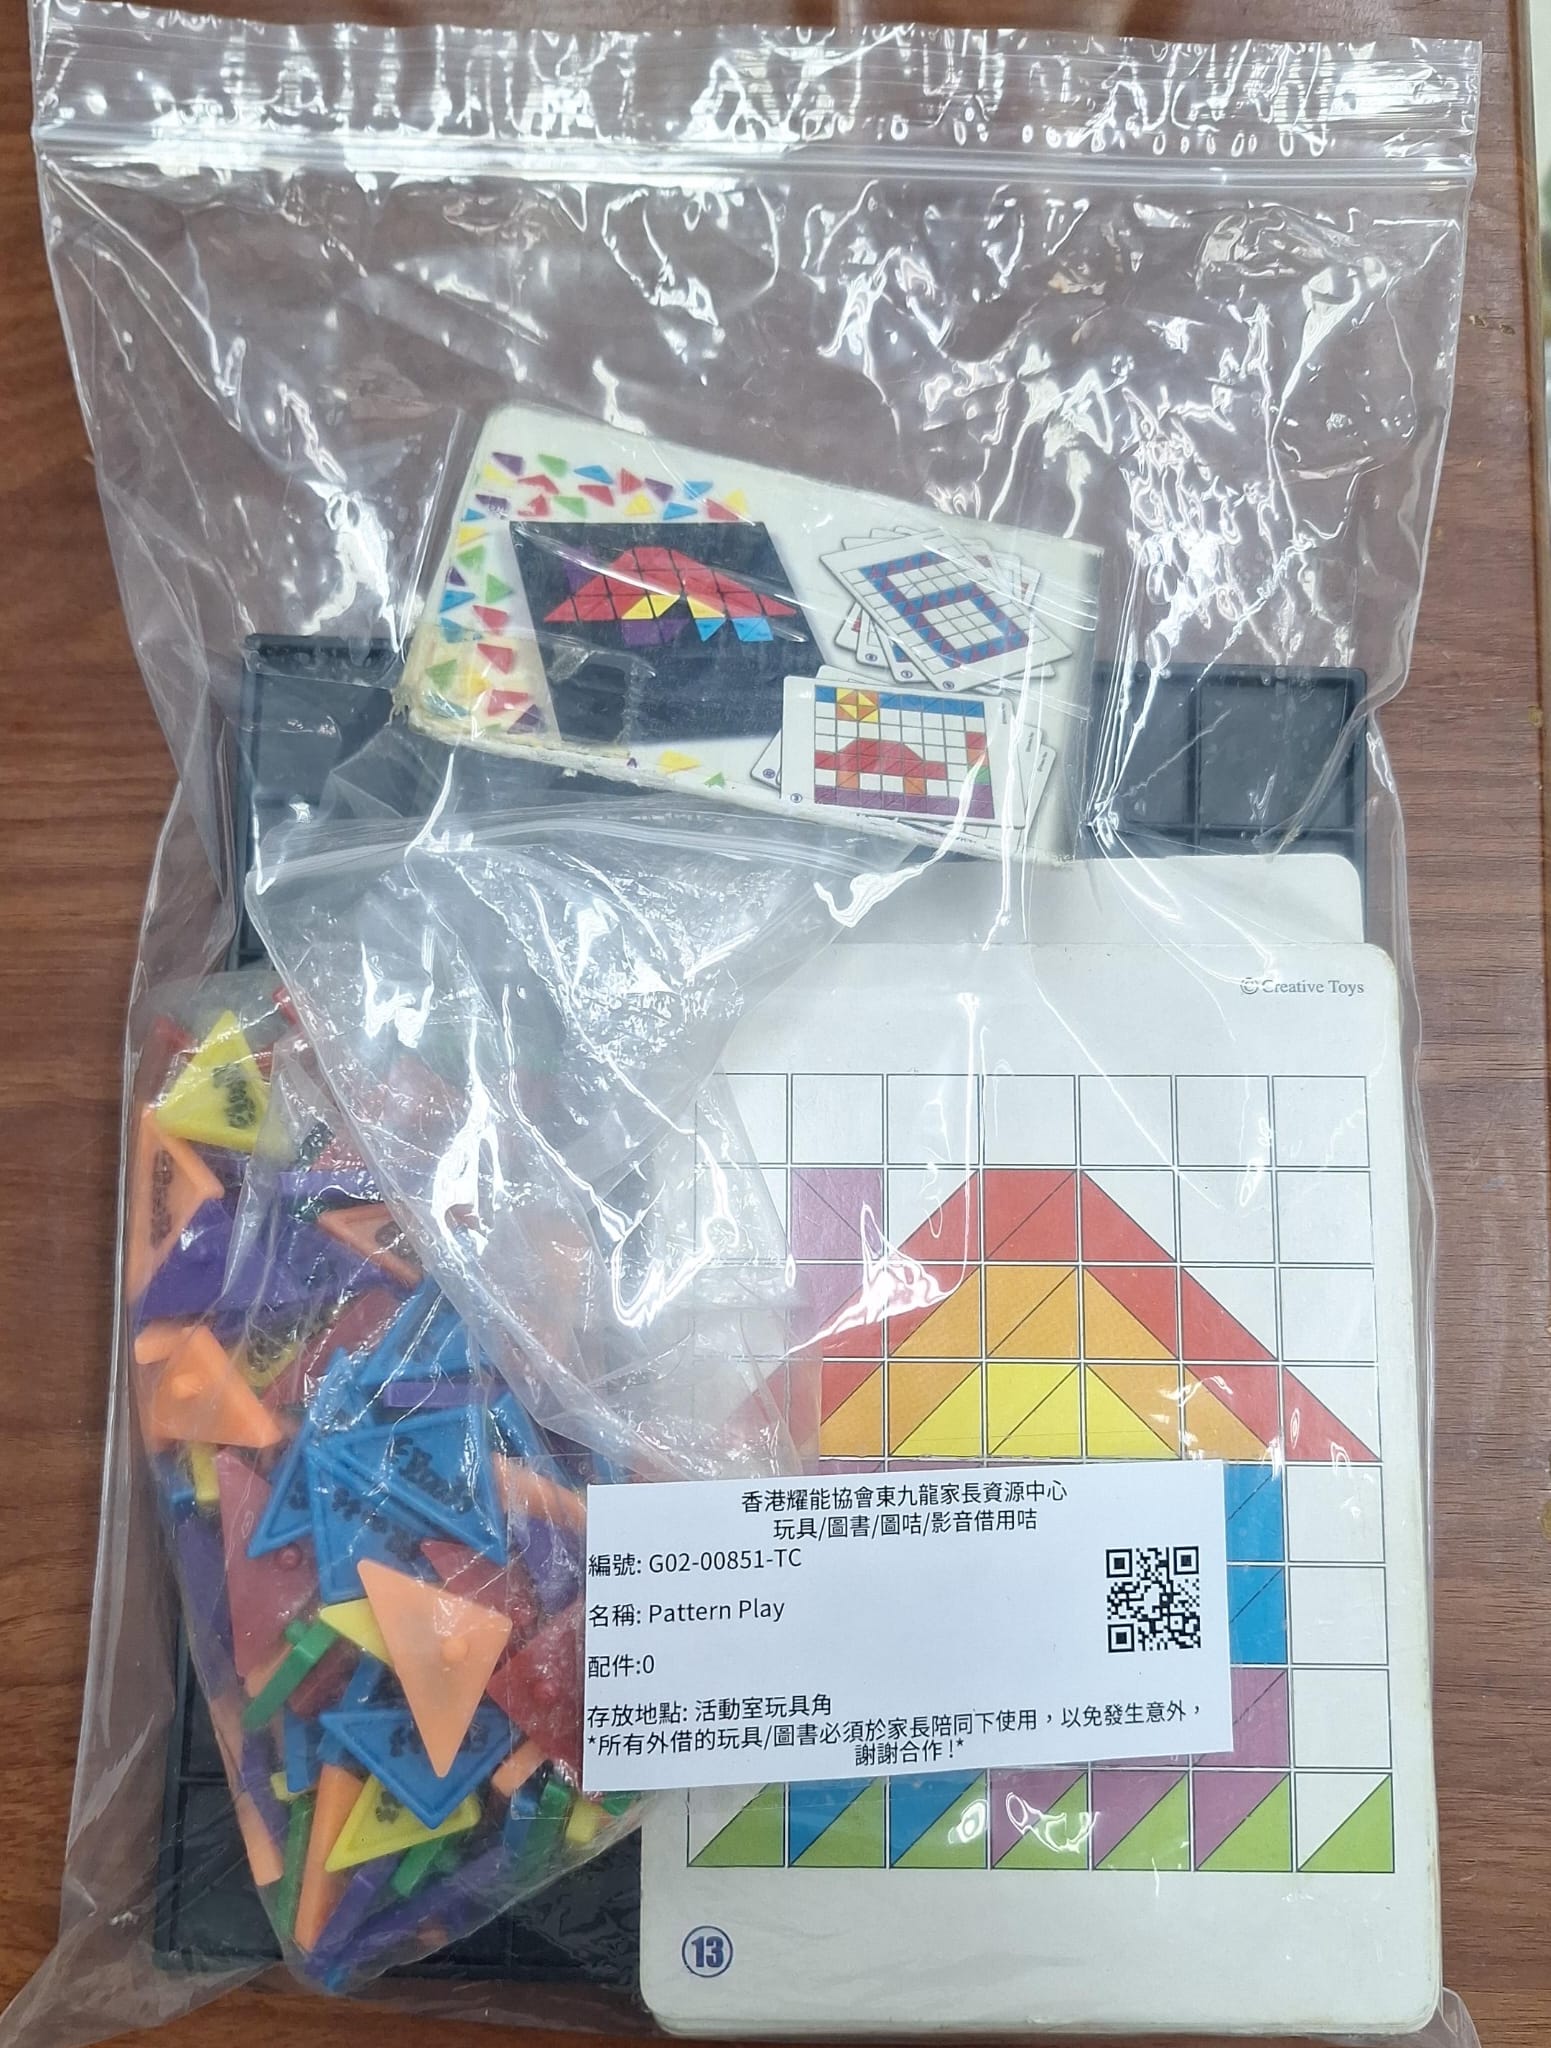 © Creative Toys
香港耀能協會東九龍家長資源中心
玩具/圖書/圖咭/影音借用咭
編號: G02-00851-TC
名稱: Pattern Play
配件:0
存放地點: 活動室玩具角
*所有外借的玩具/圖書必須於家長陪同下使用，以免發生意外，
謝謝合作 !*
13